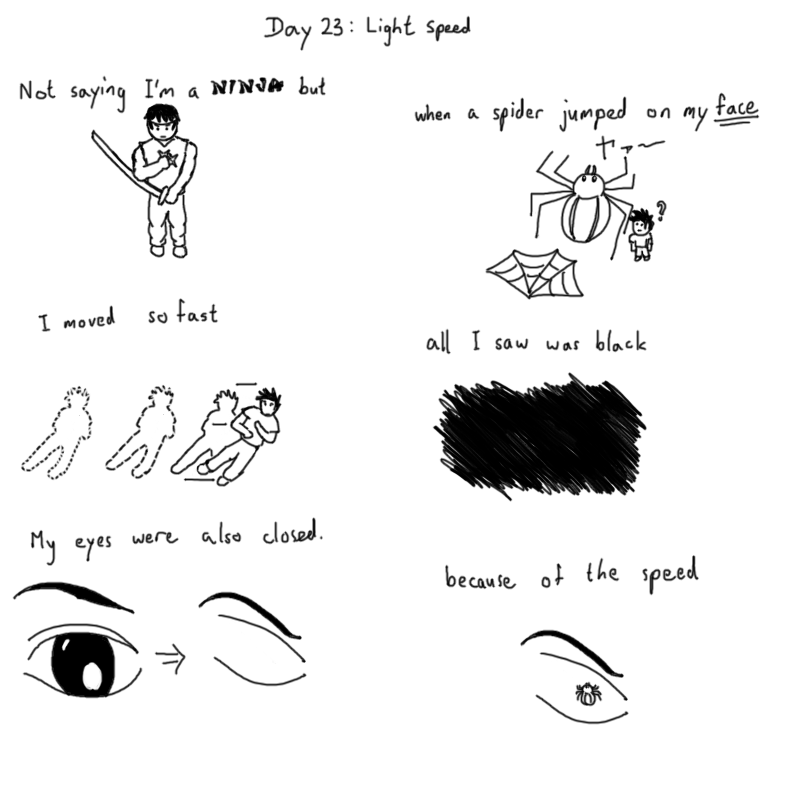 Day 23: Light speed
Not saying I'm a NINJA but
when a spider jumped on my face
?
I moved so fast
all I saw was black
My eyes were also closed.
because of the speed